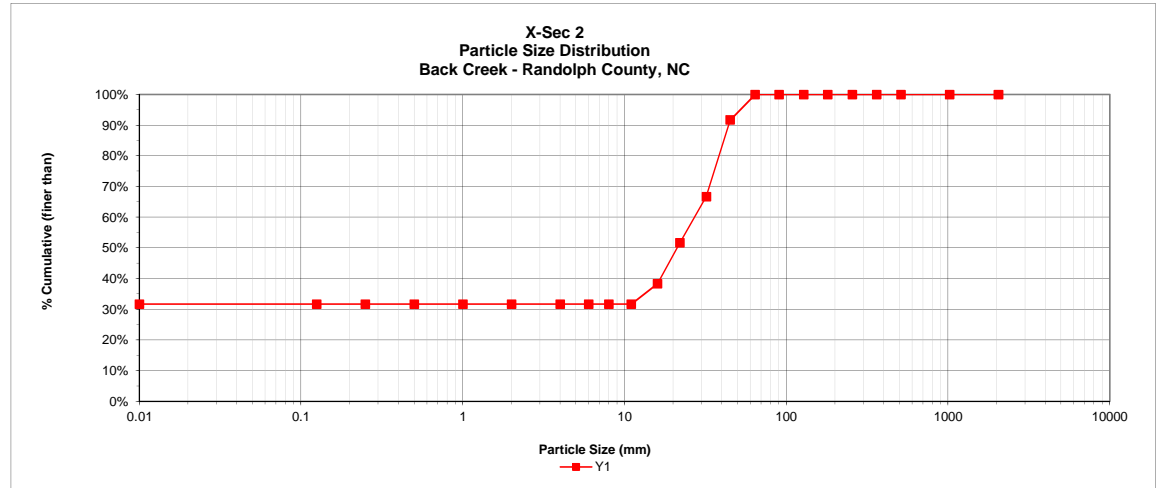 X-Sec 2
Particle Size Distribution
Back Creek - Randolph County, NC
% Cumulative (finer than)
100%
90%
80%
70%
60%
50%
40%
30%
20%
10%
0%
0.01 0.1 1 10 100 1000 10000
Particle Size (mm)
Y1